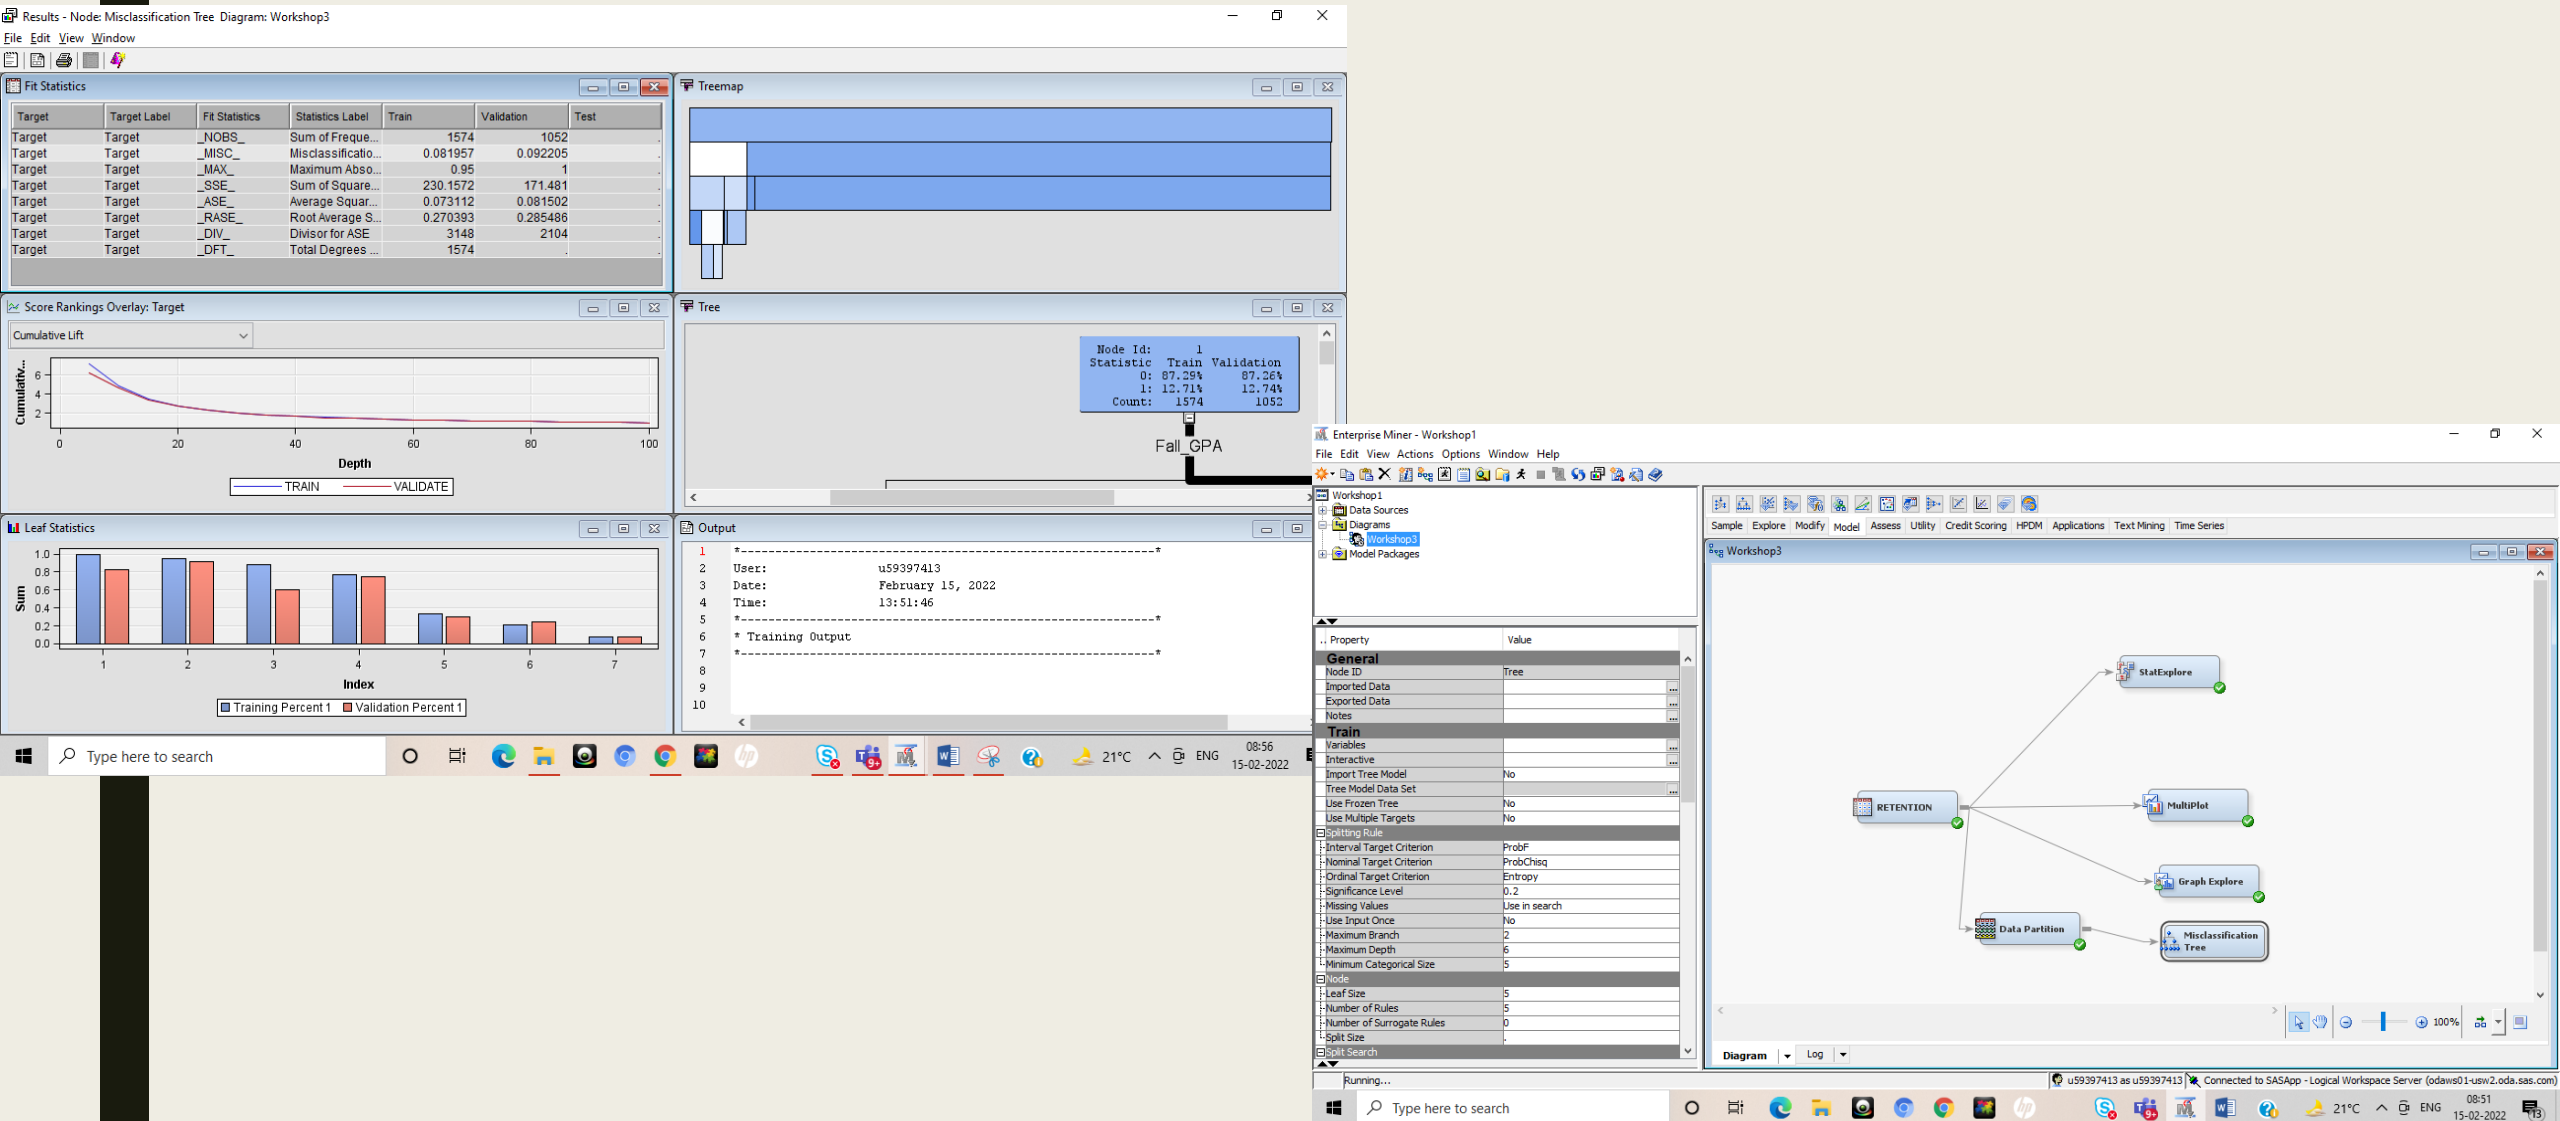 Results - Node: Misclassification Tree Diagram: Workshop3
File Edit View Window
Fit Statistics
Target Target Label Fit Statistics Statistics Label Train Validation Test
Target Target _NOBS_ Sum of Freque... 1574 1052 .
Target Target _MISC_ Misclassificatio... 0.081957 0.092205 .
Target Target _MAX_ Maximum Abso... 0.95 1 .
Target Target _SSE_ Sum of Square... 230.1572 171.481 .
Target Target _ASE_ Average Squar... 0.073112 0.081502 .
Target Target _RASE_ Root Average S... 0.270393 0.285486 .
Target Target _DIV_ Divisor for ASE 3148 2104 .
Target Target _DFT_ Total Degrees ... 1574 . .
Treemap
Score Rankings Overlay: Target
Cumulative Lift
Cumulativ...
6
4
2
0 20 40 60 80 100
Depth
TRAIN VALIDATE
Tree
Node Id: 1
Statistic Train Validation
0: 87.29% 87.26%
1: 12.71% 12.74%
Count: 1574 1052
Fall_GPA
Leaf Statistics
Sum
1.0
0.8
0.6
0.4
0.2
0.0
1 2 3 4 5 6 7
Index
Training Percent 1 Validation Percent 1
Output
1 *------------------------------------------------------------*
2 User: u59397413
3 Date: February 15, 2022
4 Time: 13:51:46
5 *------------------------------------------------------------*
6 * Training Output
7 *------------------------------------------------------------*
8
9
10
Type here to search
9+
21°C ENG
08:56
15-02-2022
Enterprise Miner - Workshop1
File Edit View Actions Options Window Help
Workshop1
Data Sources
Diagrams
Workshop3
Model Packages
.. Property Value
General
Node ID Tree
Imported Data ...
Exported Data ...
Notes ...
Train
Variables ...
Interactive ...
Import Tree Model No
Tree Model Data Set ...
Use Frozen Tree No
Use Multiple Targets No
Splitting Rule
Interval Target Criterion ProbF
Nominal Target Criterion ProbChisq
Ordinal Target Criterion Entropy
Significance Level 0.2
Missing Values Use in search
Use Input Once No
Maximum Branch 2
Maximum Depth 6
Minimum Categorical Size 5
Node
Leaf Size 5
Number of Rules 5
Number of Surrogate Rules 0
Split Size .
Split Search
Sample Explore Modify Model Assess Utility Credit Scoring HPDM Applications Text Mining Time Series
Workshop3
StatExplore
RETENTION
MultiPlot
Graph Explore
Data Partition
Misclassification
Tree
100%
Diagram Log
Running...
u59397413 as u59397413 Connected to SASApp - Logical Workspace Server (odaws01-usw2.oda.sas.com)
Type here to search
hp
9+
21°C ENG
08:51
15-02-2022
13